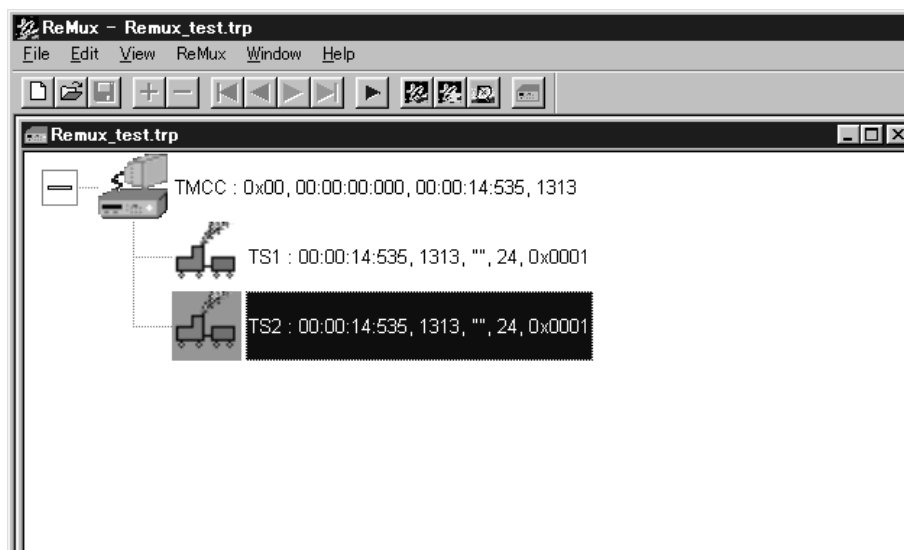 ReMux - Remux_test.trp
File Edit View ReMux Window Help
Remux_test.trp
TMCC : 0x00, 00:00:00:000, 00:00:14:535, 1313
TS1 : 00:00:14:535, 1313, "", 24, 0x0001
TS2 : 00:00:14:535, 1313, "", 24, 0x0001